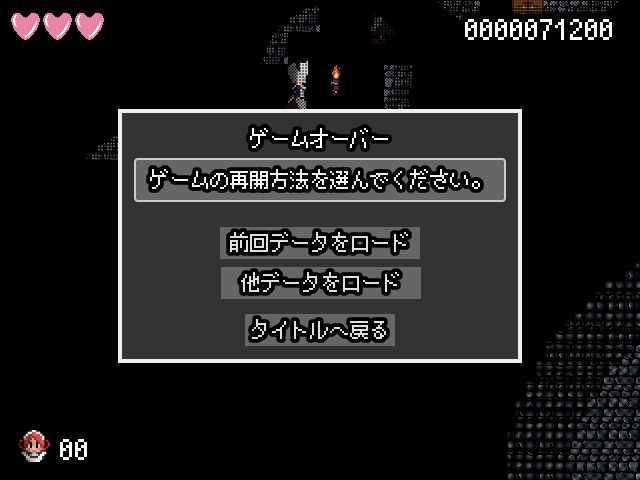 0000071200
ゲームオーバー
ゲームの再開方法を選んでください。
前回データをロード
他データをロード
タイトルへ戻る
00